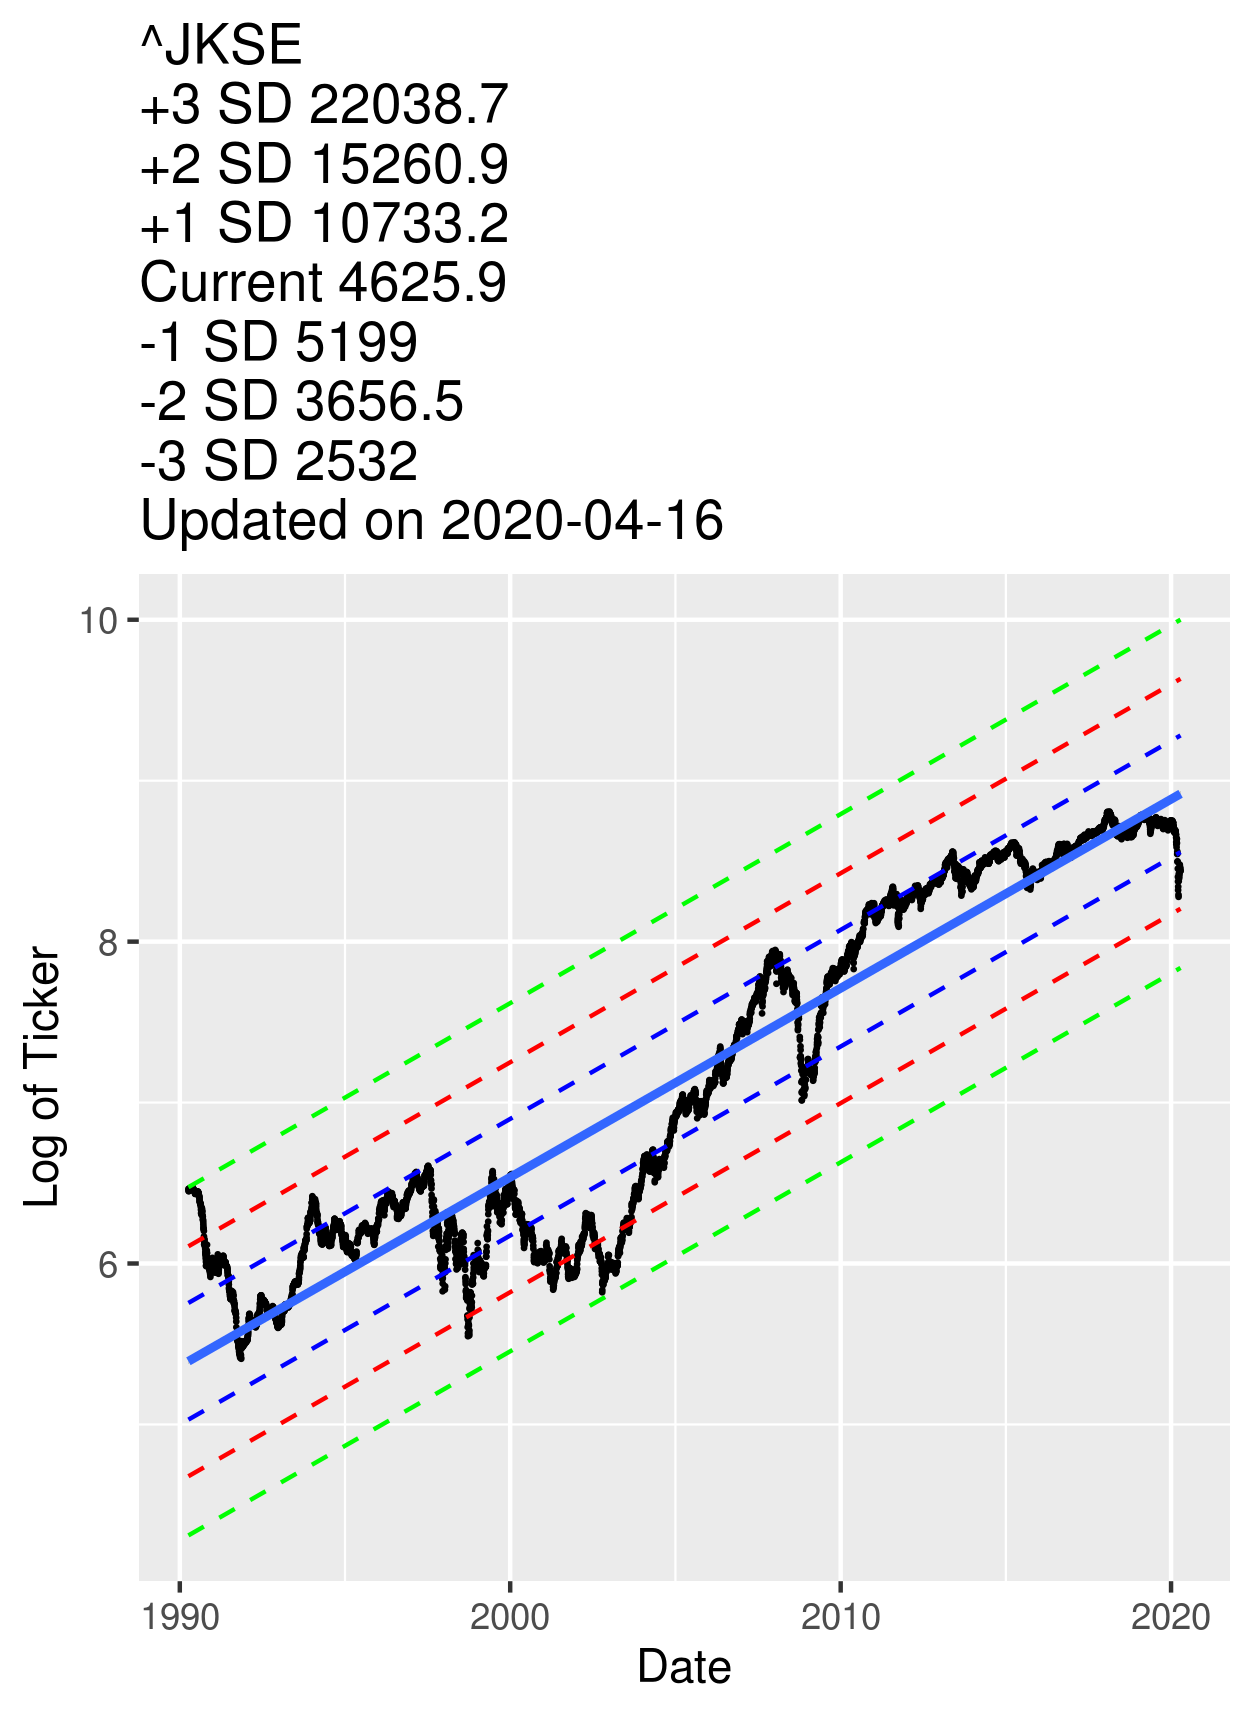 ^JKSE
+3 SD 22038.7
+2 SD 15260.9
+1 SD 10733.2
Current 4625.9
-1 SD 5199
-2 SD 3656.5
-3 SD 2532
Updated on 2020-04-16
10
8
6
Log of Ticker
1990 2000 2010 2020
Date